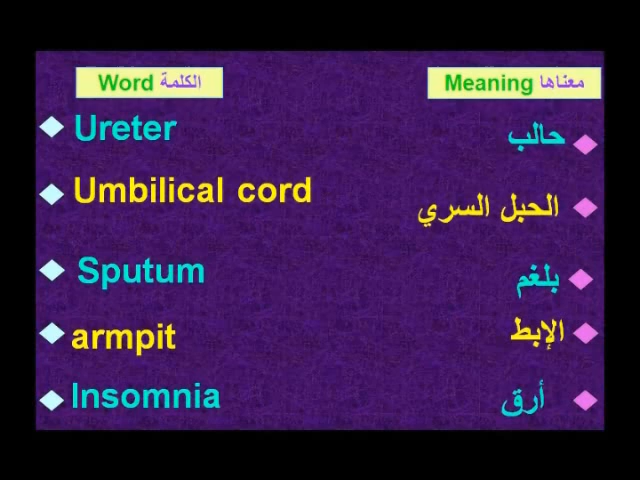 Word الكلمة
Meaning معناها
Ureter
حالب
Umbilical cord
الحبل السري
Sputum
بلغم
armpit
الإبط
Insomnia
أرق